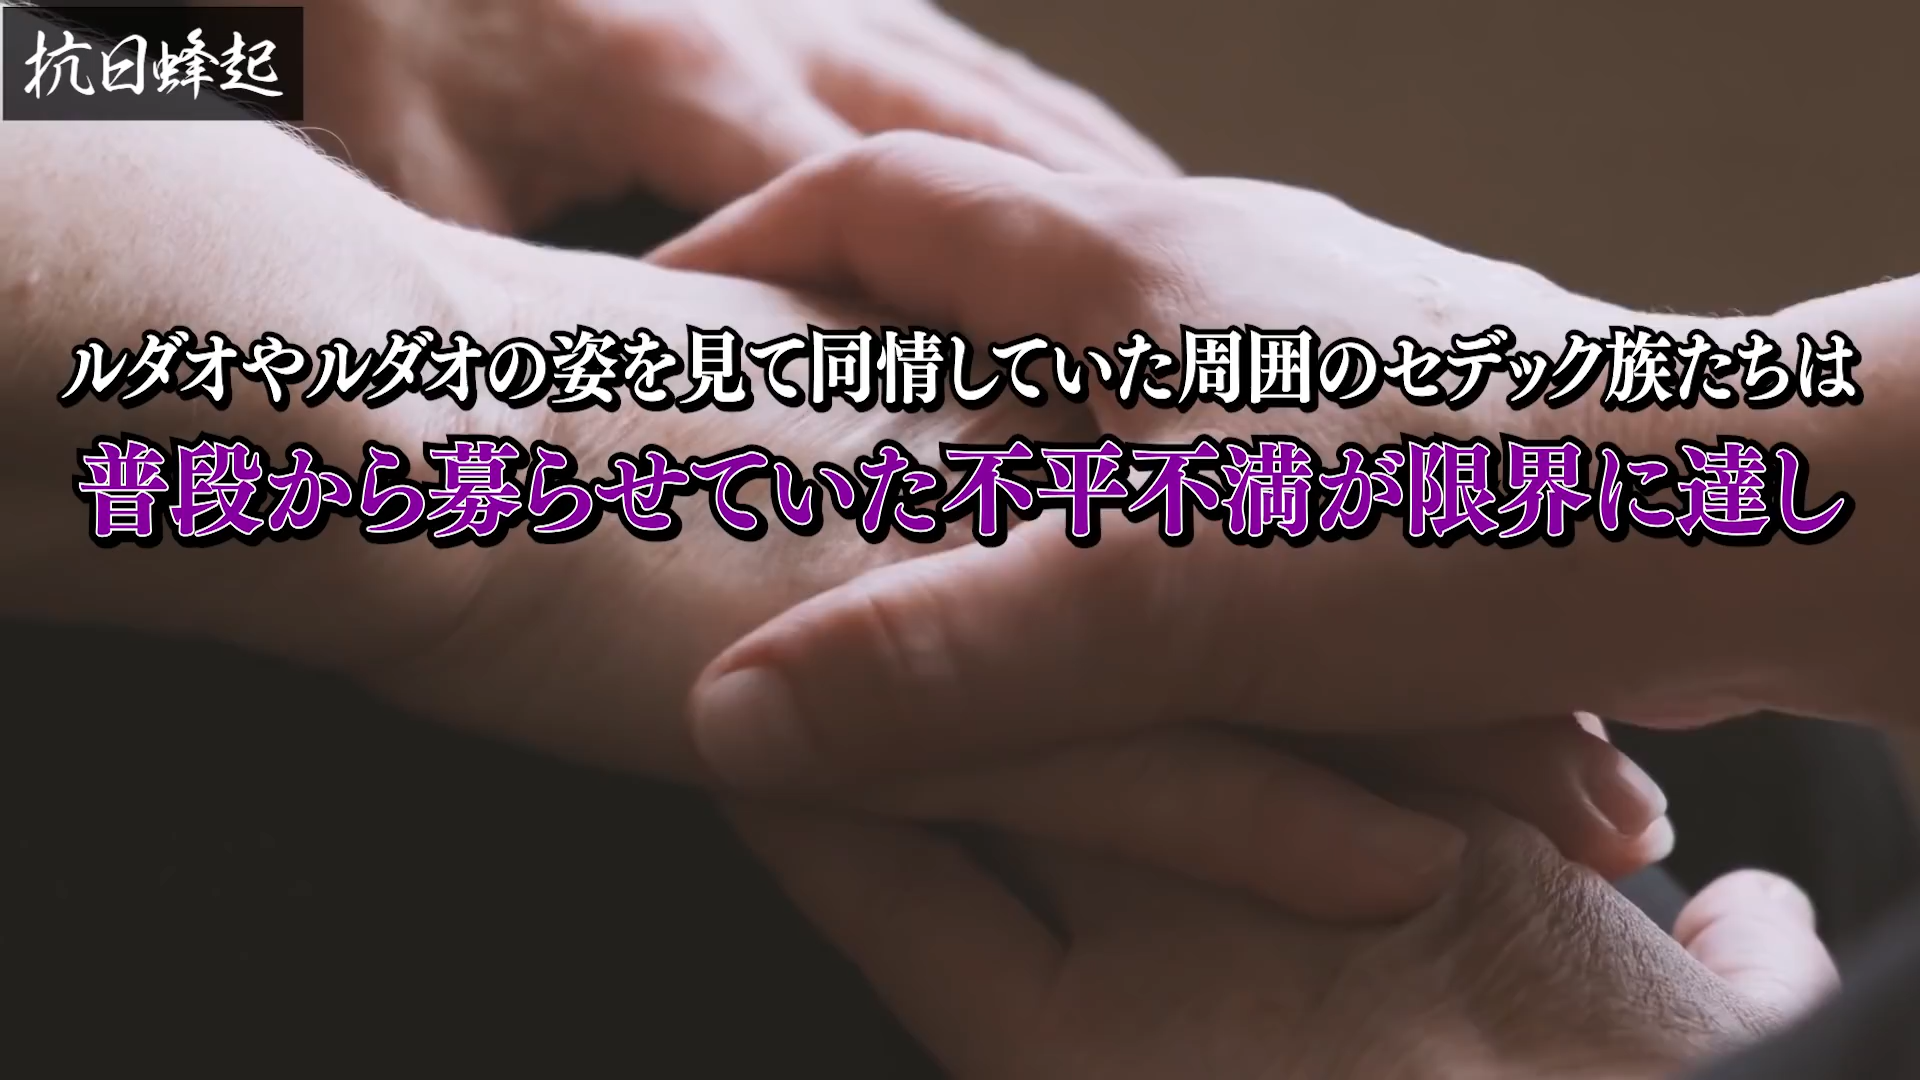 抗日蜂起
ルダオやルダオの姿を見て同情していた周囲のセデック族たちは
普段から募らせていた不平不満が限界に達し